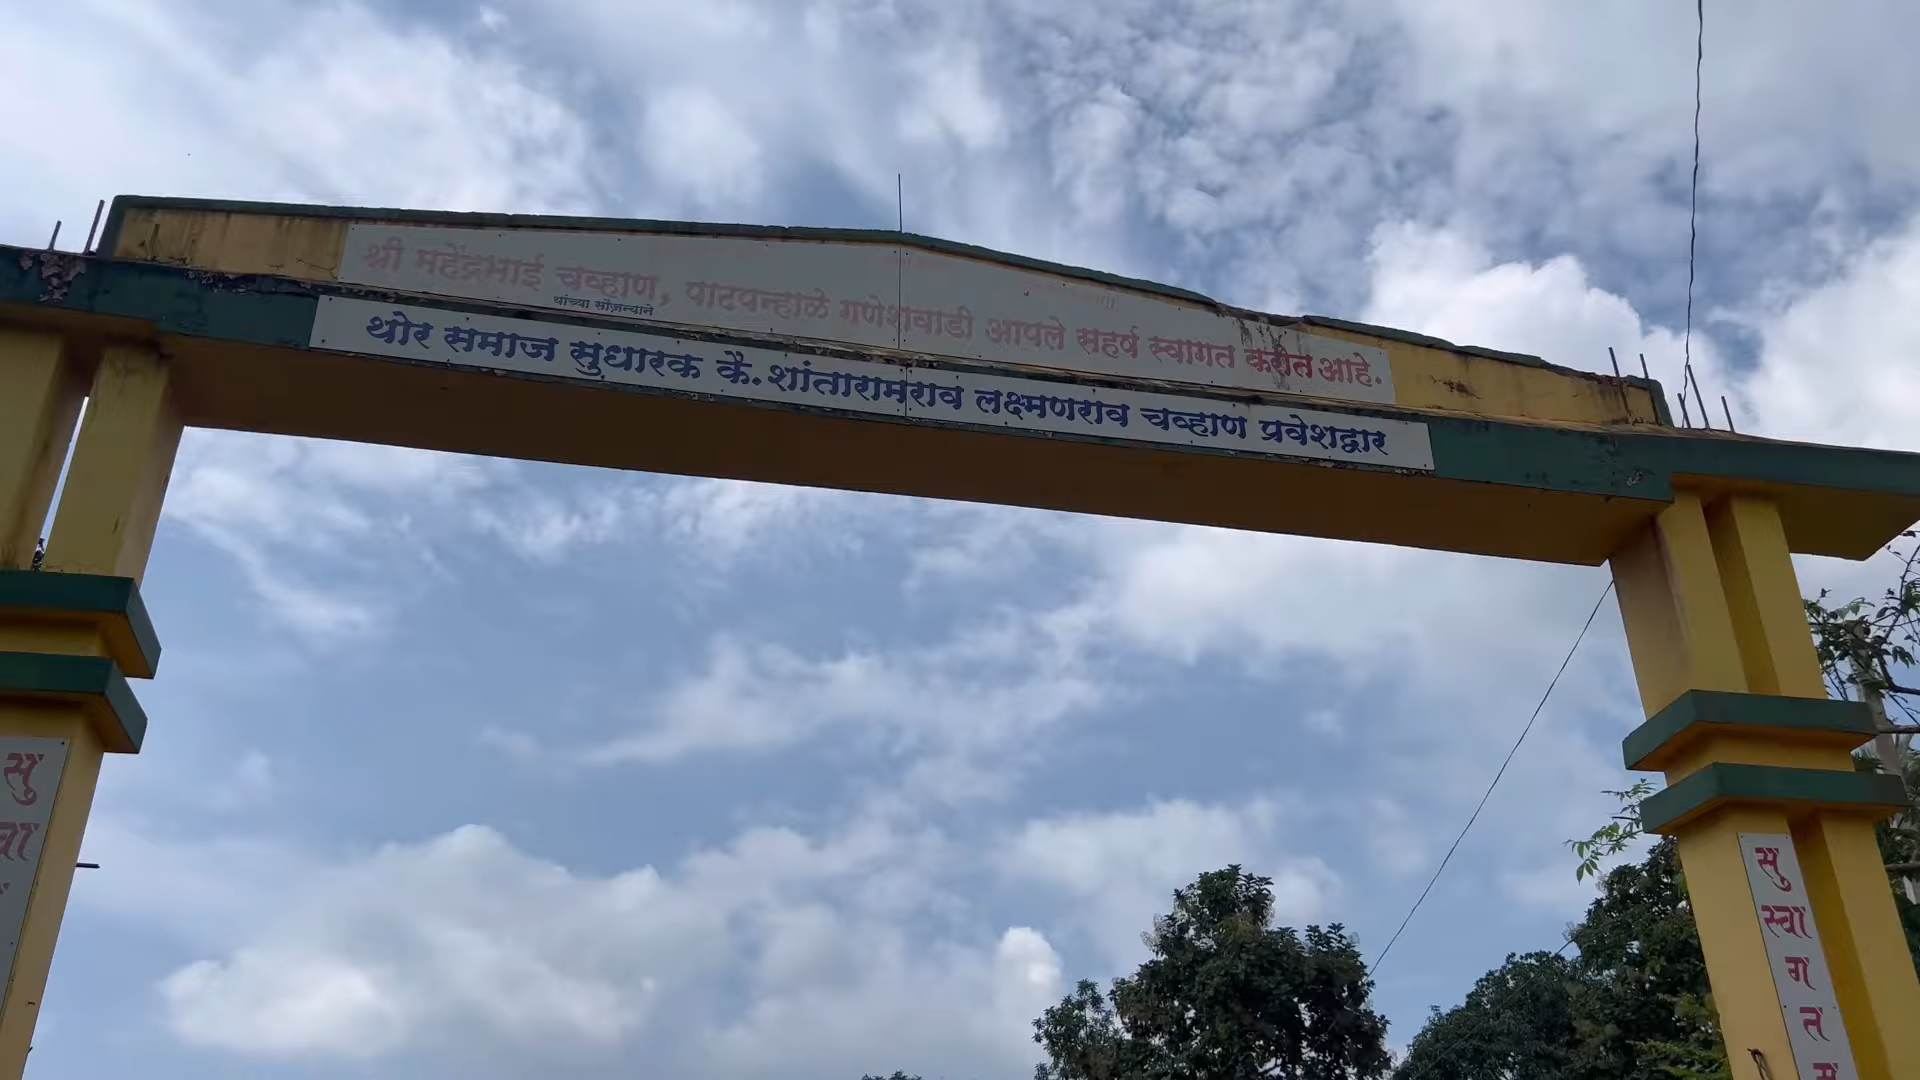 श्री महेंद्रभाई चव्हाण, पाटपन्हाळे गणेशवाडी आपले सहर्ष स्वागत करीत आहे.
यांच्या सौजन्याने
थोर समाज सुधारक कै. शांतारामराव लक्ष्मणराव चव्हाण प्रवेशद्वार
सु
स्वा
ग
त
म